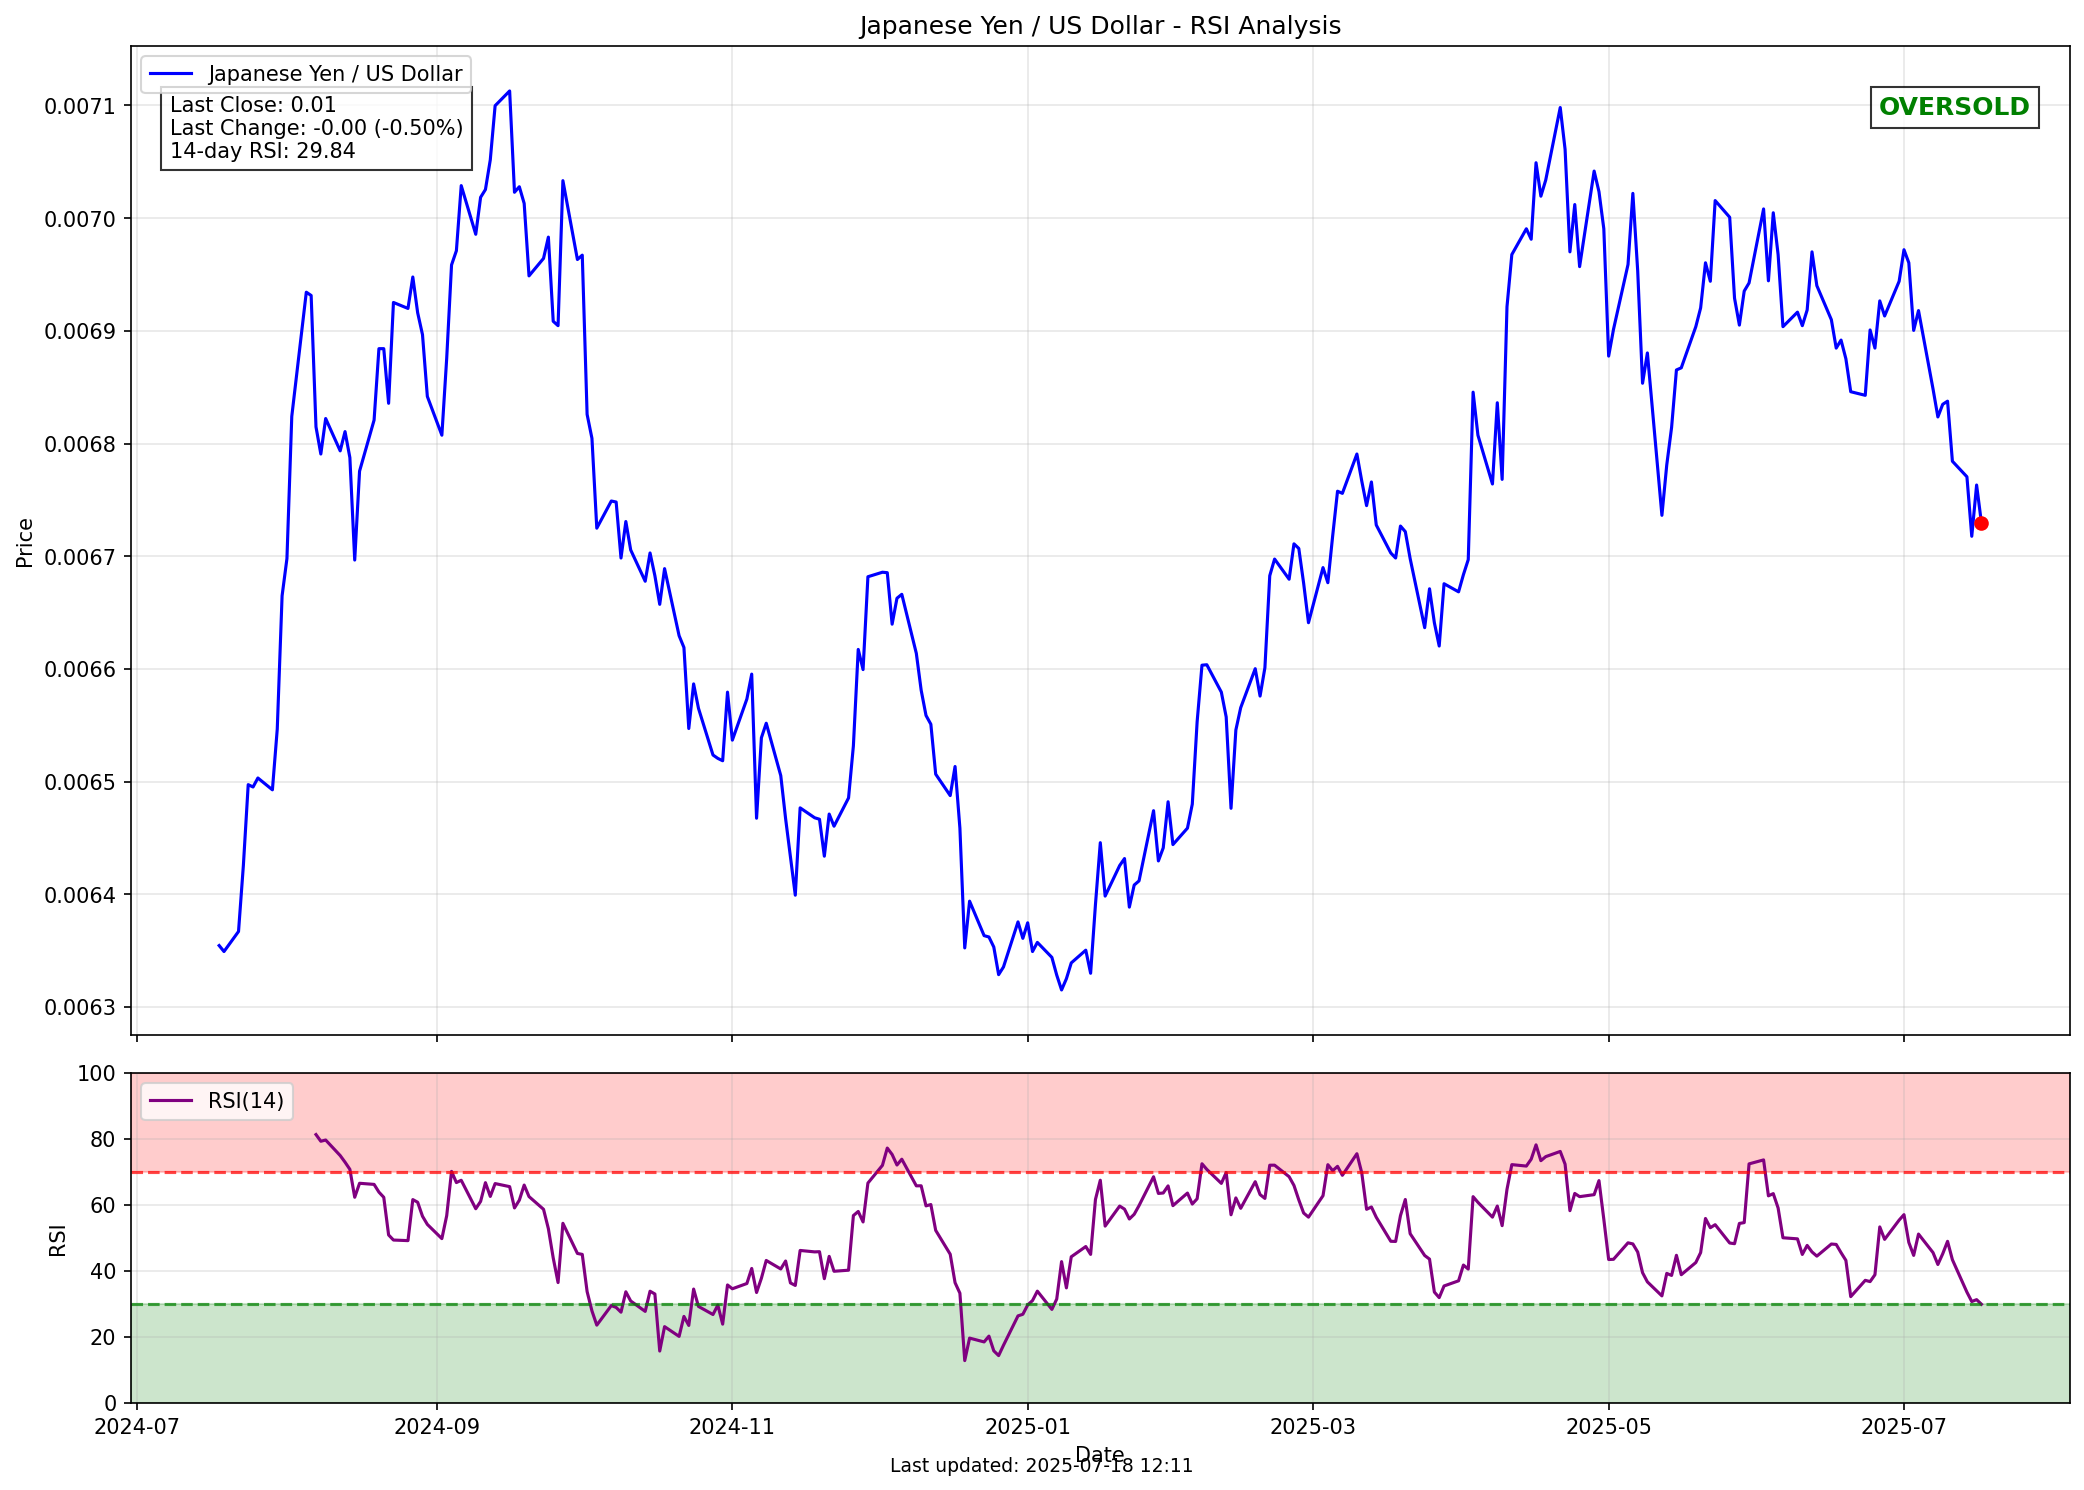 Japanese Yen / US Dollar - RSI Analysis
Japanese Yen / US Dollar
Last Close: 0.01
Last Change: -0.00 (-0.50%)
14-day RSI: 29.84
OVERSOLD
Price
0.0071
0.0070
0.0069
0.0068
0.0067
0.0066
0.0065
0.0064
0.0063
RSI(14)
RSI
100
80
60
40
20
0
2024-07 2024-09 2024-11 2025-01 2025-03 2025-05 2025-07
Date
Last updated: 2025-07-18 12:11